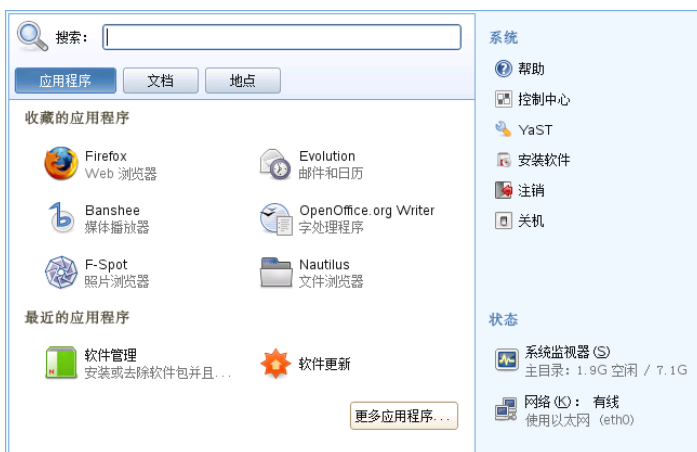 搜索：
应用程序
文档
地点
收藏的应用程序
Firefox
Web 浏览器
Evolution
邮件和日历
Banshee
媒体播放器
OpenOffice.org Writer
字处理程序
F-Spot
照片浏览器
Nautilus
文件浏览器
最近的应用程序
软件管理
安装或去除软件包并且...
软件更新
更多应用程序...
系统
帮助
控制中心
YaST
安装软件
注销
关机
状态
系统监视器(S)
主目录：1.9G 空闲 / 7.1G
网络(K)： 有线
使用以太网 (eth0)